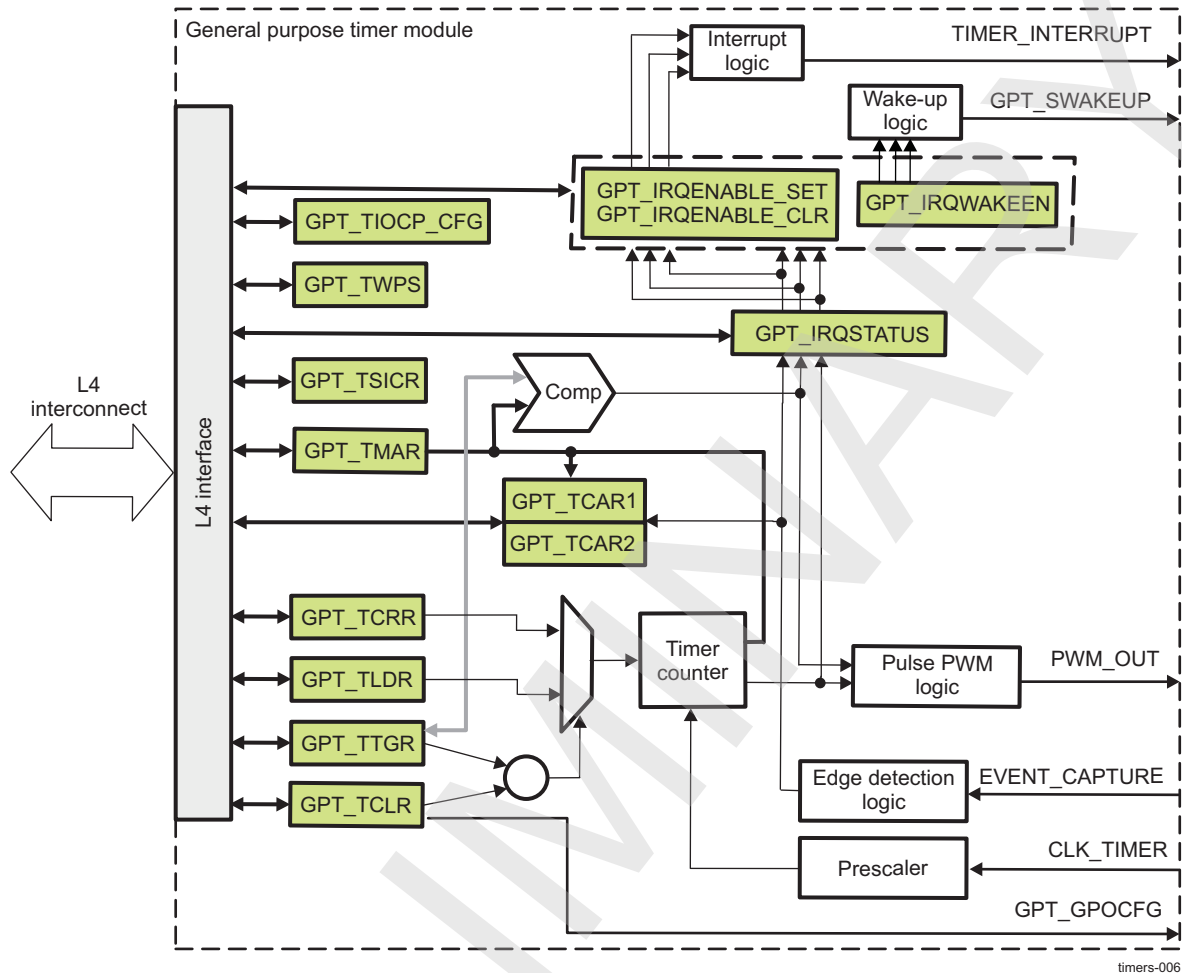 General purpose timer module
Interrupt
logic
TIMER_INTERRUPT
Wake-up
logic
GPT_SWAKEUP
GPT_IRQENABLE_SET
GPT_IRQENABLE_CLR
GPT_IRQWAKEEN
GPT_TIOCP_CFG
GPT_TWPS
GPT_IRQSTATUS
GPT_TSICR
Comp
L4
interconnect
L4 interface
GPT_TMAR
GPT_TCAR1
GPT_TCAR2
GPT_TCRR
Timer
counter
Pulse PWM
logic
PWM_OUT
GPT_TLDR
GPT_TTGR
GPT_TCLR
Edge detection
logic
EVENT_CAPTURE
Prescaler
CLK_TIMER
GPT_GPOCFG
timers-006
IMINARY